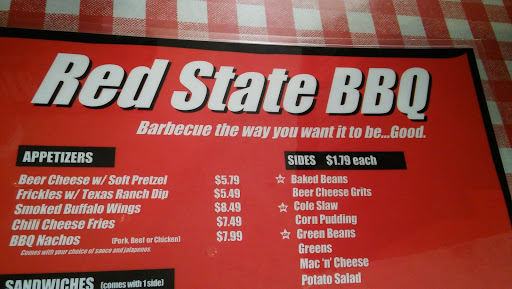 Red State BBQ
Barbecue the way you want it to be...Good.
APPETIZERS
Beer Cheese w/ Soft Pretzel $5.79
Frickles w/ Texas Ranch Dip $5.49
Smoked Buffalo Wings $8.49
Chili Cheese Fries $7.49
BBQ Nachos (Pork, Beef or Chicken) $7.99
Comes with your choice of sauce and jalapenos.
SANDWICHES (comes with 1 side)
SIDES $1.79 each
☆ Baked Beans
Beer Cheese Grits
☆ Cole Slaw
Corn Pudding
☆ Green Beans
Greens
Mac 'n' Cheese
Potato Salad